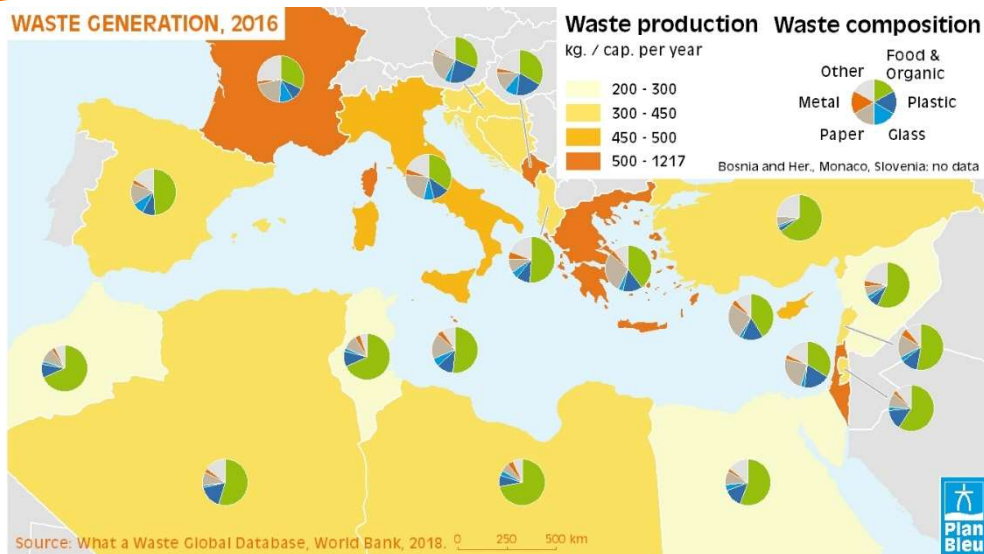 WASTE GENERATION, 2016
Waste production
kg. / cap. per year
200 - 300
300 - 450
450 - 500
500 - 1217
Waste composition
Food &
Organic
Other
Metal
Plastic
Paper
Glass
Bosnia and Her., Monaco, Slovenia: no data
Source: What a Waste Global Database, World Bank, 2018.
0 250 500 km
Plan
Bleu